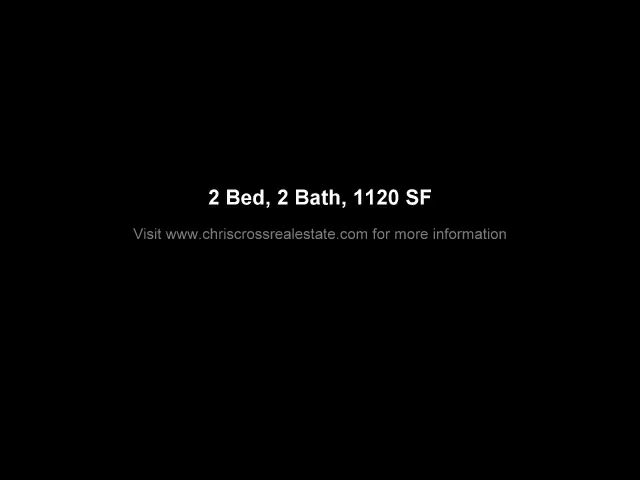 2 Bed, 2 Bath, 1120 SF
Visit www.chriscrossrealestate.com for more information